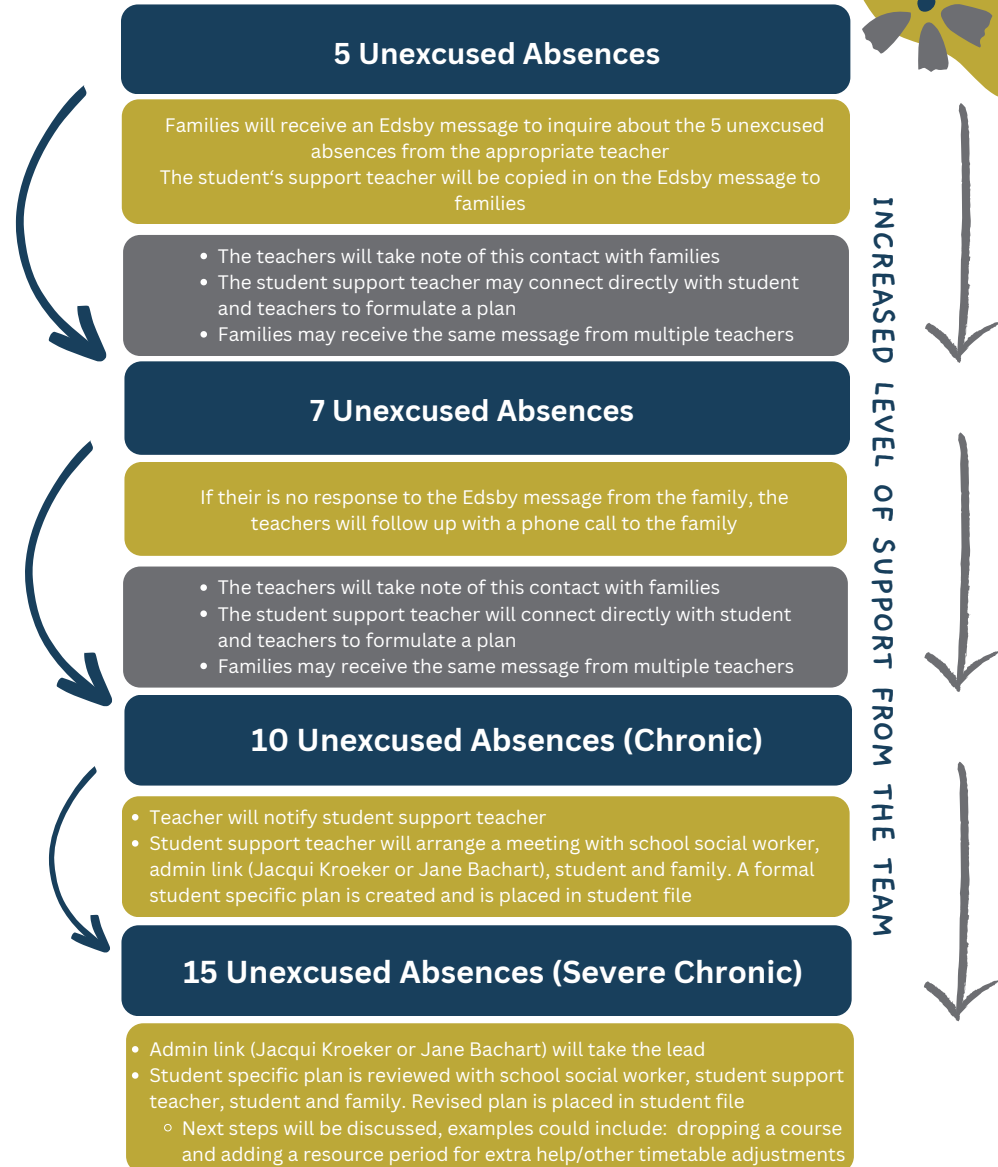 5 Unexcused Absences
Families will receive an Edsby message to inquire about the 5 unexcused
absences from the appropriate teacher
The student‘s support teacher will be copied in on the Edsby message to
families
• The teachers will take note of this contact with families
• The student support teacher may connect directly with student
and teachers to formulate a plan
• Families may receive the same message from multiple teachers
7 Unexcused Absences
If their is no response to the Edsby message from the family, the
teachers will follow up with a phone call to the family
• The teachers will take note of this contact with families
• The student support teacher will connect directly with student
and teachers to formulate a plan
• Families may receive the same message from multiple teachers
10 Unexcused Absences (Chronic)
• Teacher will notify student support teacher
• Student support teacher will arrange a meeting with school social worker,
admin link (Jacqui Kroeker or Jane Bachart), student and family. A formal
student specific plan is created and is placed in student file
15 Unexcused Absences (Severe Chronic)
• Admin link (Jacqui Kroeker or Jane Bachart) will take the lead
• Student specific plan is reviewed with school social worker, student support
teacher, student and family. Revised plan is placed in student file
◦ Next steps will be discussed, examples could include: dropping a course
and adding a resource period for extra help/other timetable adjustments
INCREASED LEVEL OF SUPPORT FROM THE TEAM